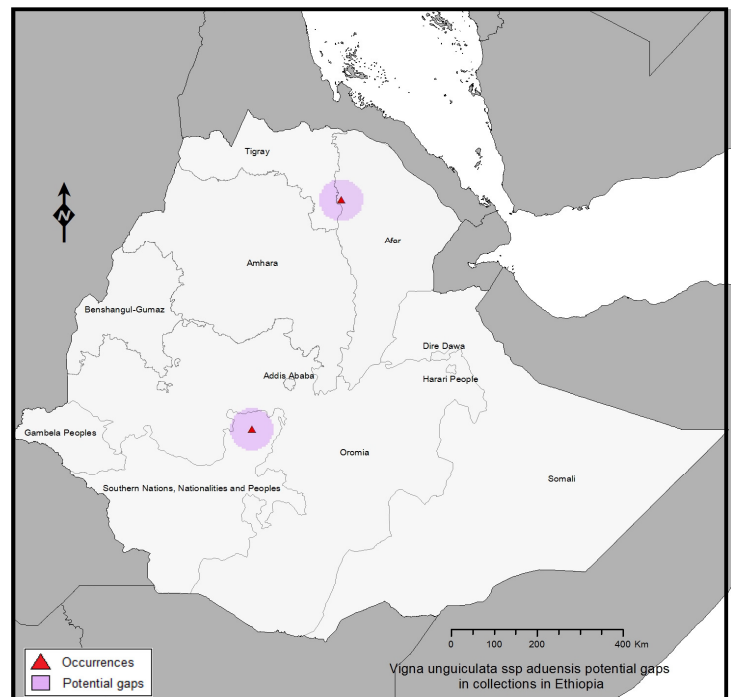 Tigray
N
Afar
Amhara
Benshangul-Gumaz
Dire Dawa
Addis Ababa
Harari People
Gambela Peoples
Oromia
Somali
Southern Nations, Nationalities and Peoples
0 100 200 400 Km
Occurrences
Potential gaps
Vigna unguiculata ssp aduensis potential gaps
in collections in Ethiopia